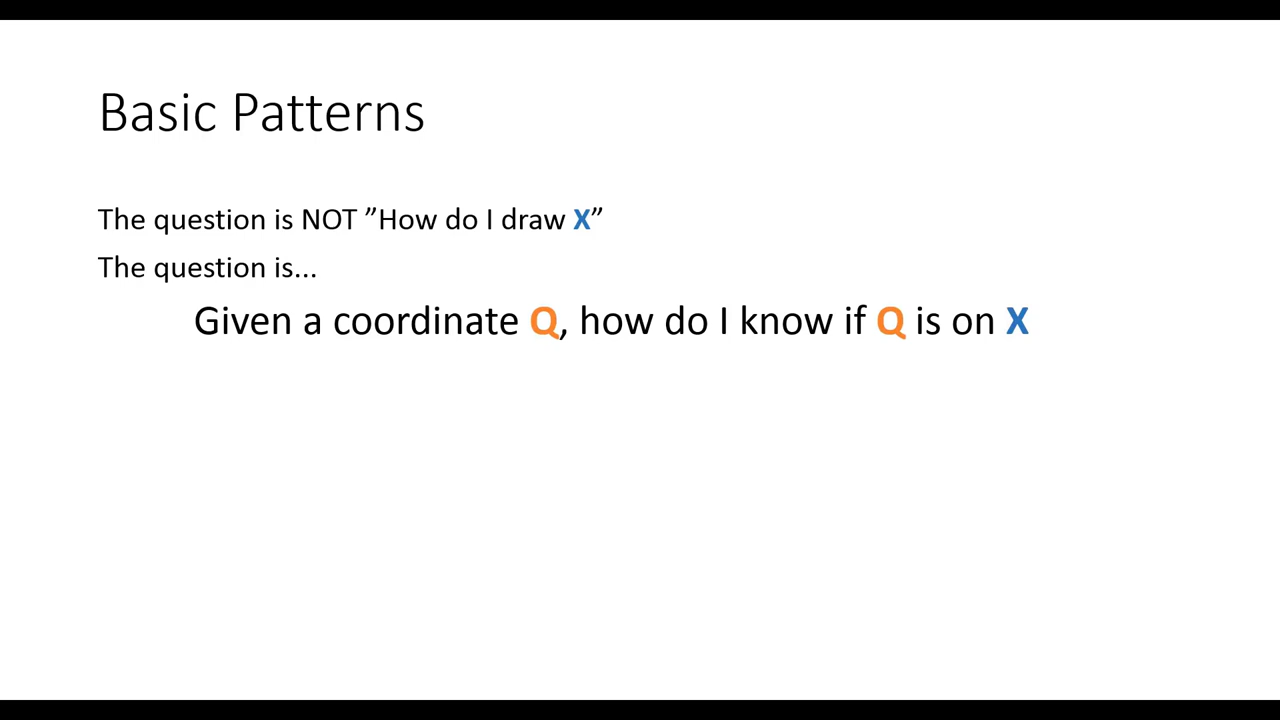 Basic Patterns
The question is NOT ”How do I draw X”
The question is...
Given a coordinate Q, how do I know if Q is on X